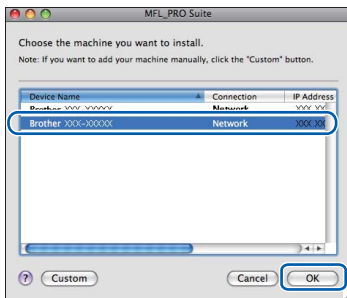 MFL_PRO Suite
Choose the machine you want to install.
Note: If you want to add your machine manually, click the "Custom" button.
Device Name Connection IP Address
Brother XXX-XXXXX Network XXX.XX
Brother XXX-XXXXX Network XXX.XX
? Custom Cancel OK